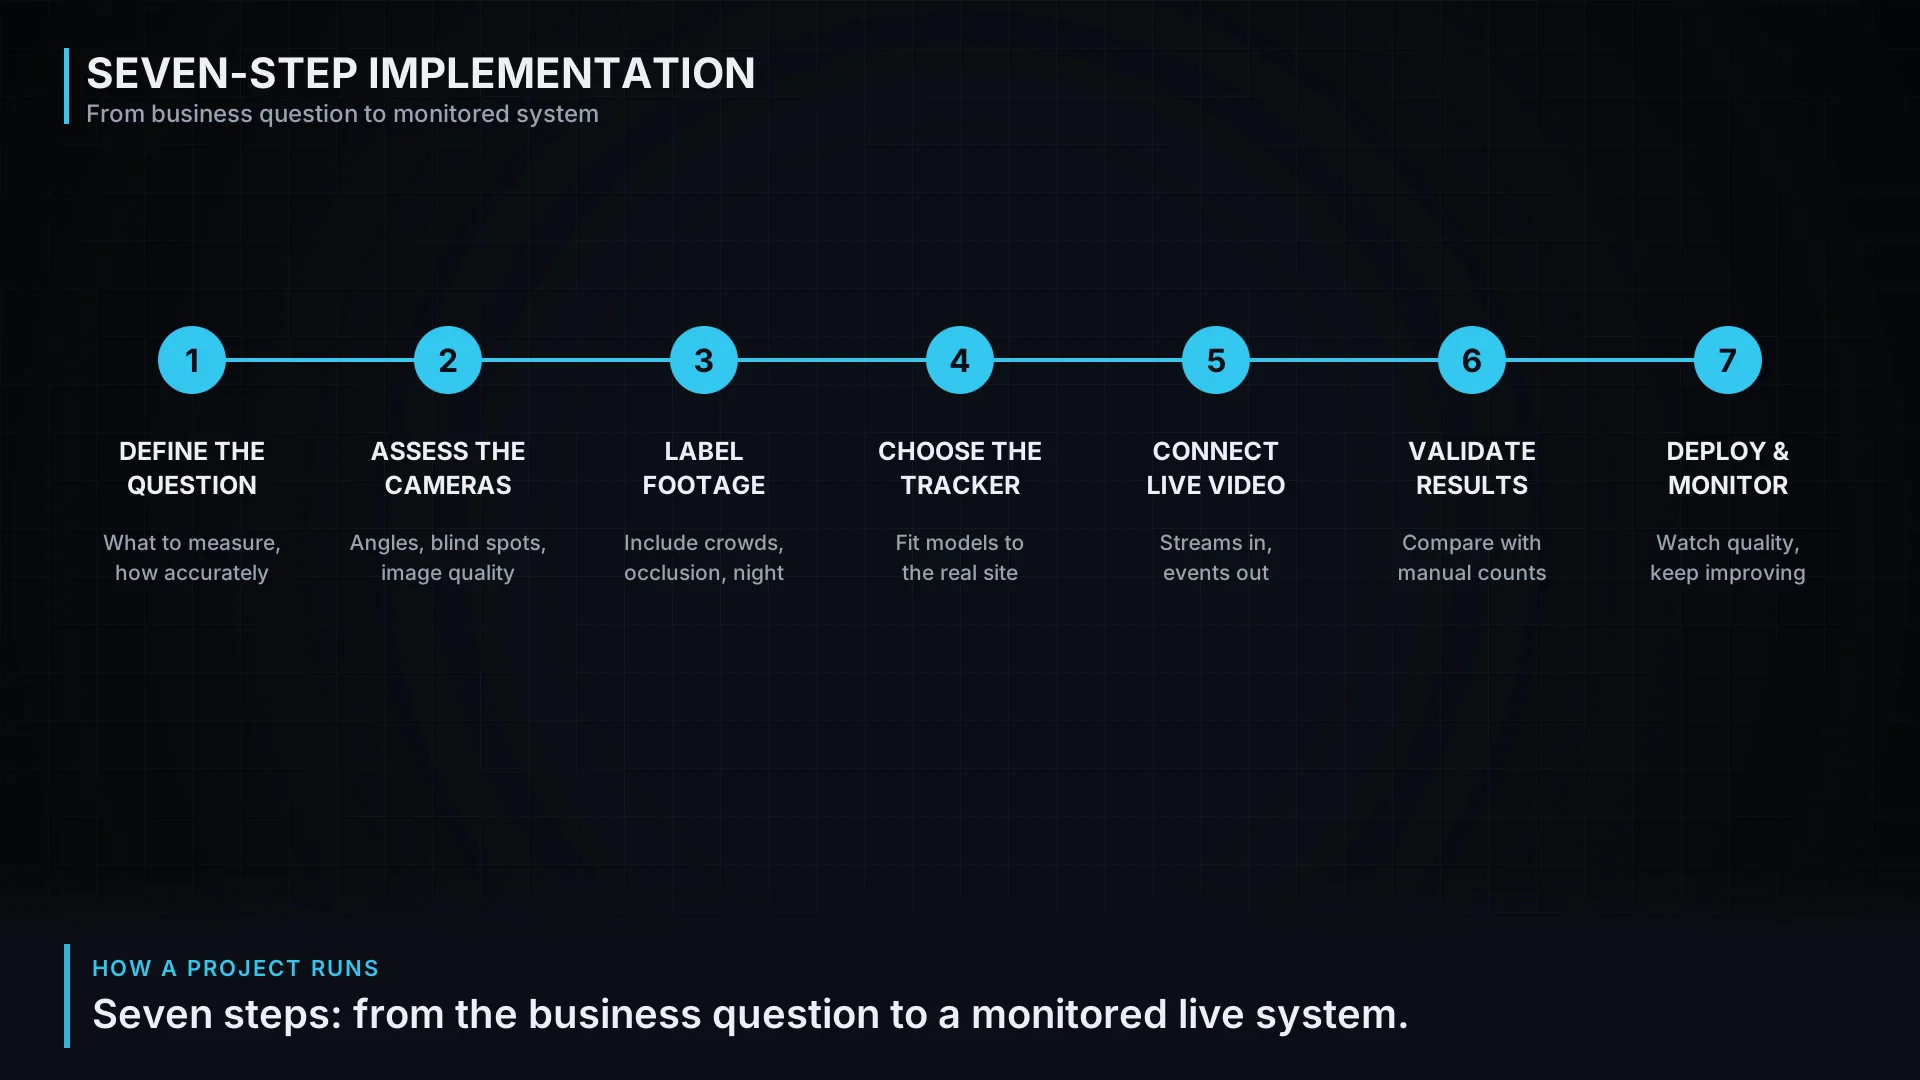 SEVEN-STEP IMPLEMENTATION
From business question to monitored system
1
2
3
4
5
6
7
DEFINE THE
QUESTION
What to measure,
how accurately
ASSESS THE
CAMERAS
Angles, blind spots,
image quality
LABEL
FOOTAGE
Include crowds,
occlusion, night
CHOOSE THE
TRACKER
Fit models to
the real site
CONNECT
LIVE VIDEO
Streams in,
events out
VALIDATE
RESULTS
Compare with
manual counts
DEPLOY &
MONITOR
Watch quality,
keep improving
HOW A PROJECT RUNS
Seven steps: from the business question to a monitored live system.